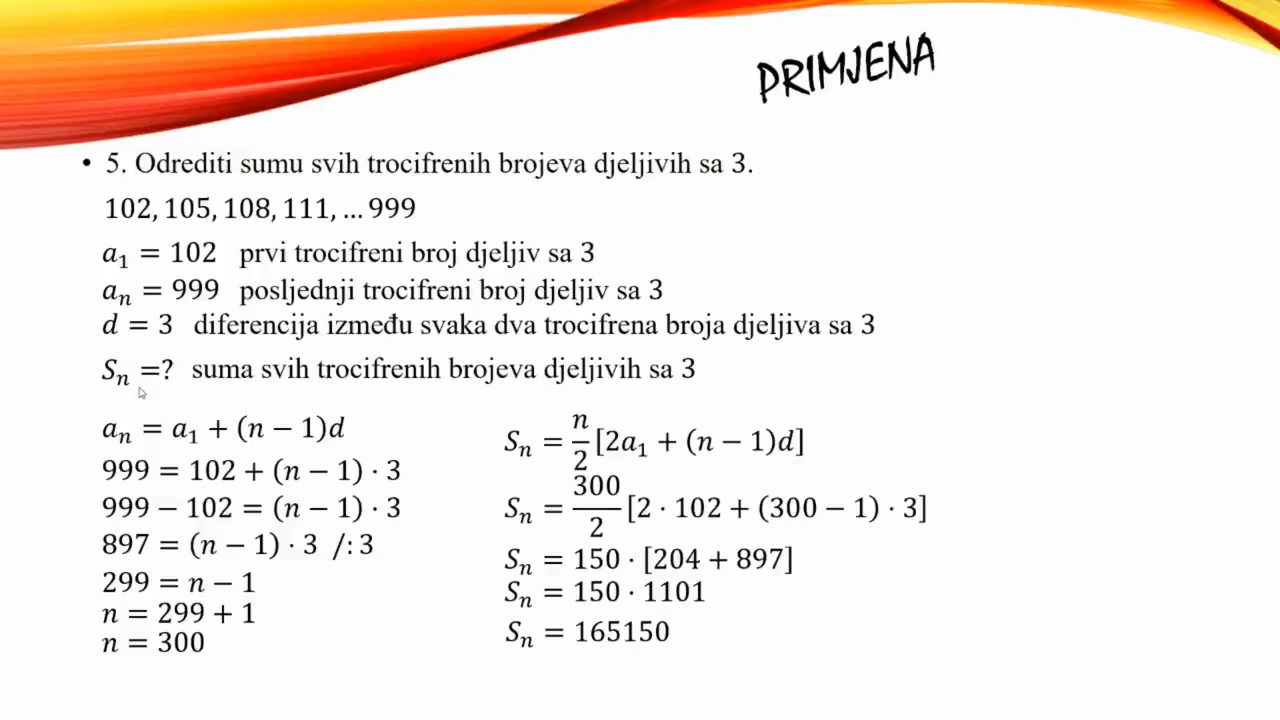 PRIMJENA
• 5. Odrediti sumu svih trocifrenih brojeva djeljivih sa 3.
102, 105, 108, 111, … 999
a₁ = 102 prvi trocifreni broj djeljiv sa 3
aₙ = 999 posljednji trocifreni broj djeljiv sa 3
d = 3 diferencija između svaka dva trocifrena broja djeljiva sa 3
Sₙ =? suma svih trocifrenih brojeva djeljivih sa 3
aₙ = a₁ + (n − 1)d
999 = 102 + (n − 1) · 3
999 − 102 = (n − 1) · 3
897 = (n − 1) · 3 /: 3
299 = n − 1
n = 299 + 1
n = 300
Sₙ = n/2 [2a₁ + (n − 1)d]
Sₙ = 300/2 [2 · 102 + (300 − 1) · 3]
Sₙ = 150 · [204 + 897]
Sₙ = 150 · 1101
Sₙ = 165150